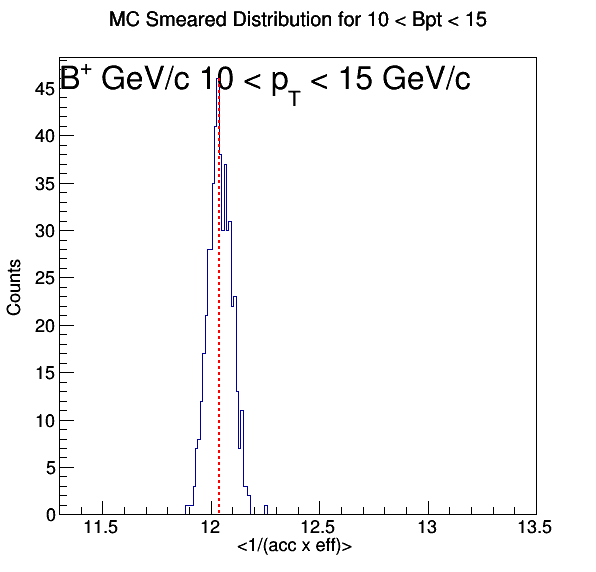 MC Smeared Distribution for 10 < Bpt < 15
B+ GeV/c 10 < pT < 15 GeV/c
45
40
35
30
25
20
15
10
5
0
Counts
11.5 12 12.5 13 13.5
<1/(acc x eff)>